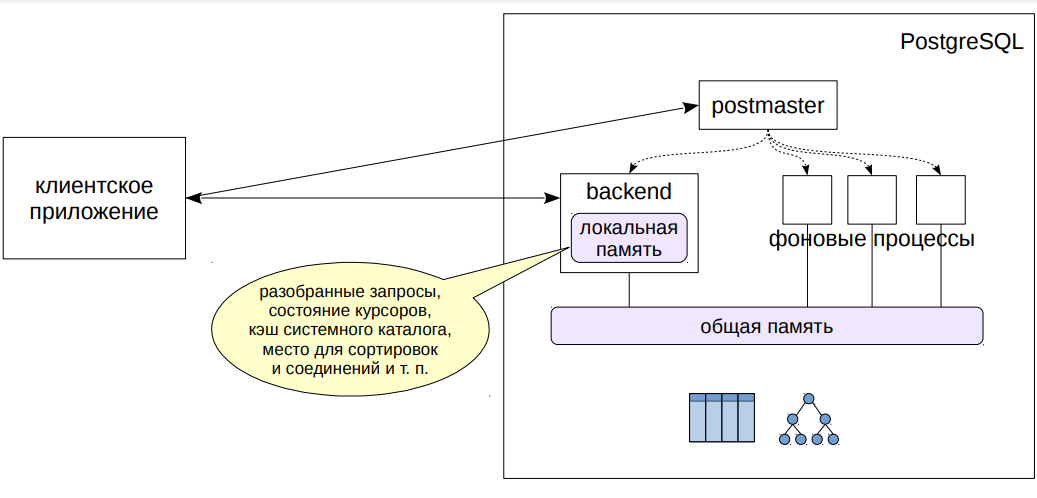 PostgreSQL
postmaster
клиентское
приложение
backend
локальная
память
фоновые процессы
разобранные запросы,
состояние курсоров,
кэш системного каталога,
место для сортировок
и соединений и т. п.
общая память